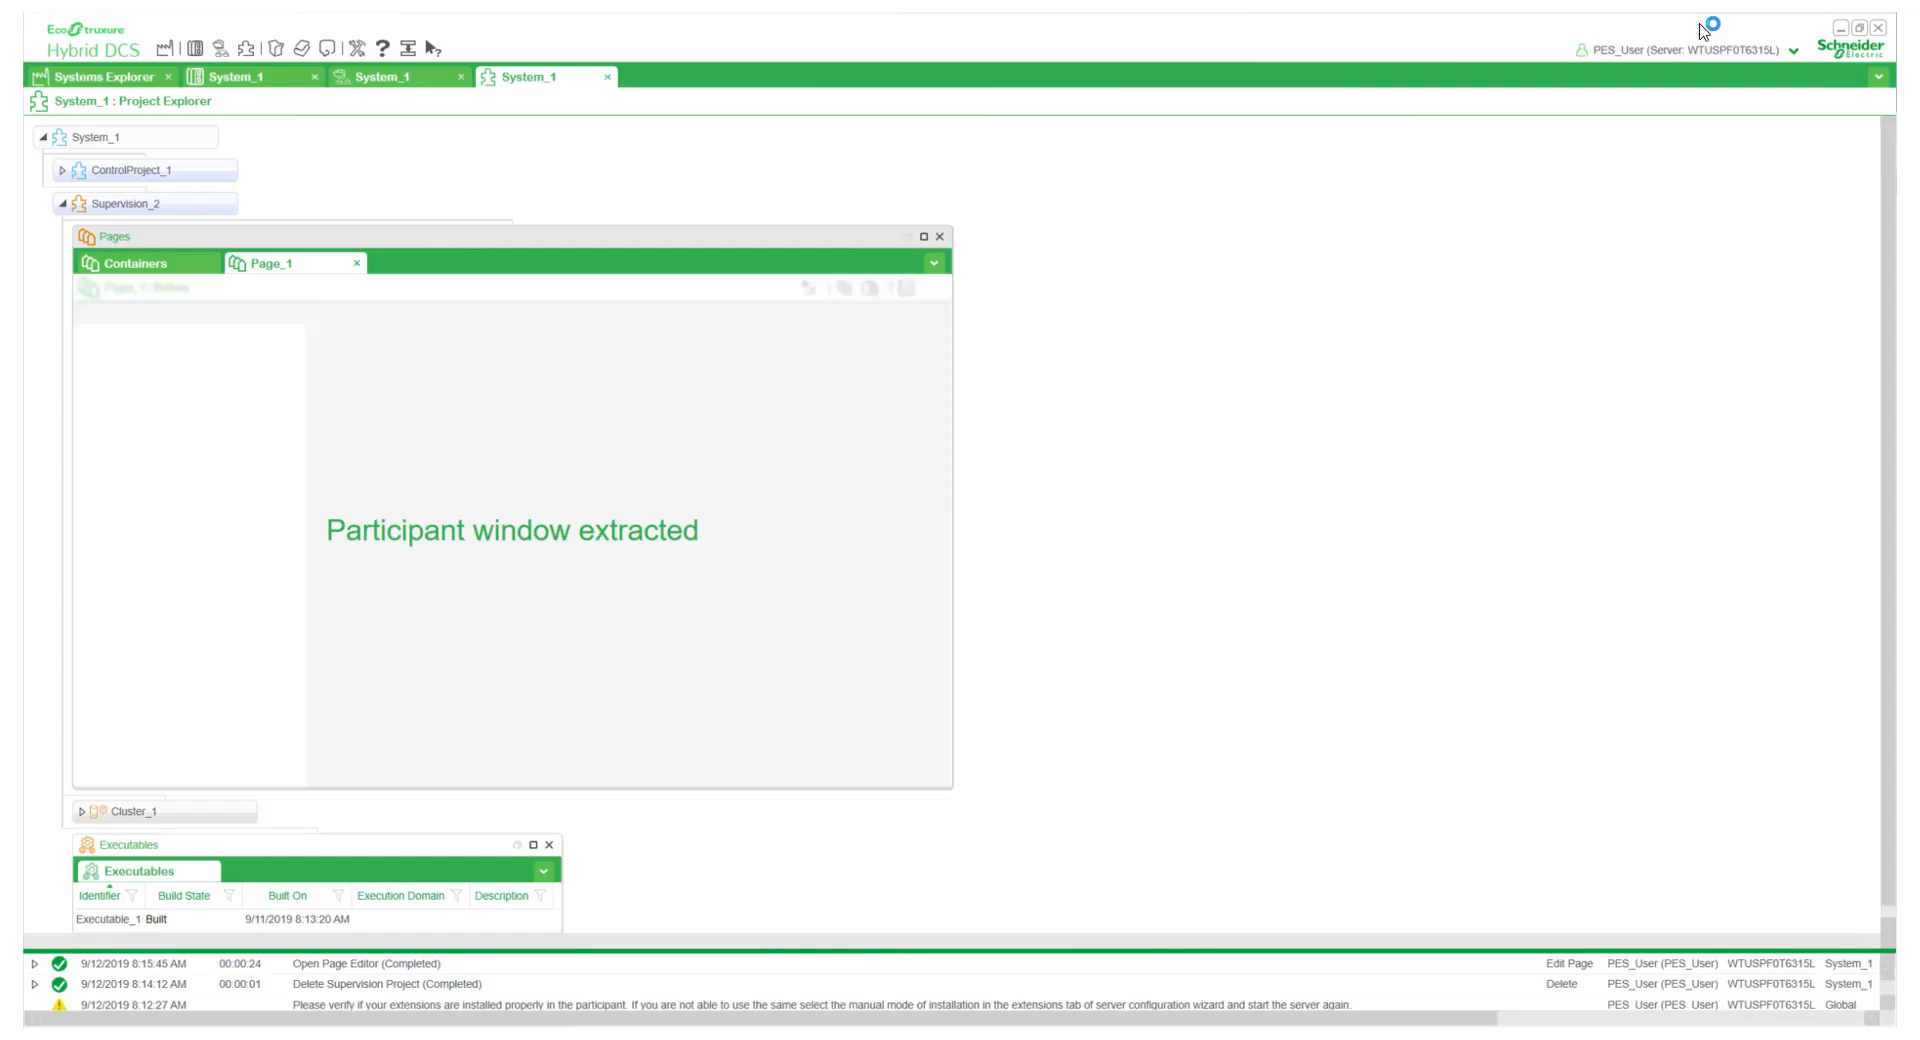 EcoStruxure
Hybrid DCS
PES_User (Server: WTUSPF0T6315L)
Schneider
Electric
Systems Explorer
System_1
System_1
System_1
System_1 : Project Explorer
System_1
ControlProject_1
Supervision_2
Pages
Containers
Page_1
Participant window extracted
Cluster_1
Executables
Executables
Identifier Build State Built On Execution Domain Description
Executable_1 Built 9/11/2019 8:13:20 AM
9/12/2019 8:15:45 AM 00:00:24 Open Page Editor (Completed) Edit Page PES_User (PES_User) WTUSPF0T6315L System_1
9/12/2019 8:14:12 AM 00:00:01 Delete Supervision Project (Completed) Delete PES_User (PES_User) WTUSPF0T6315L System_1
9/12/2019 8:12:27 AM Please verify if your extensions are installed properly in the participant. If you are not able to use the same select the manual mode of installation in the extensions tab of server configuration wizard and start the server again. PES_User (PES_User) WTUSPF0T6315L Global